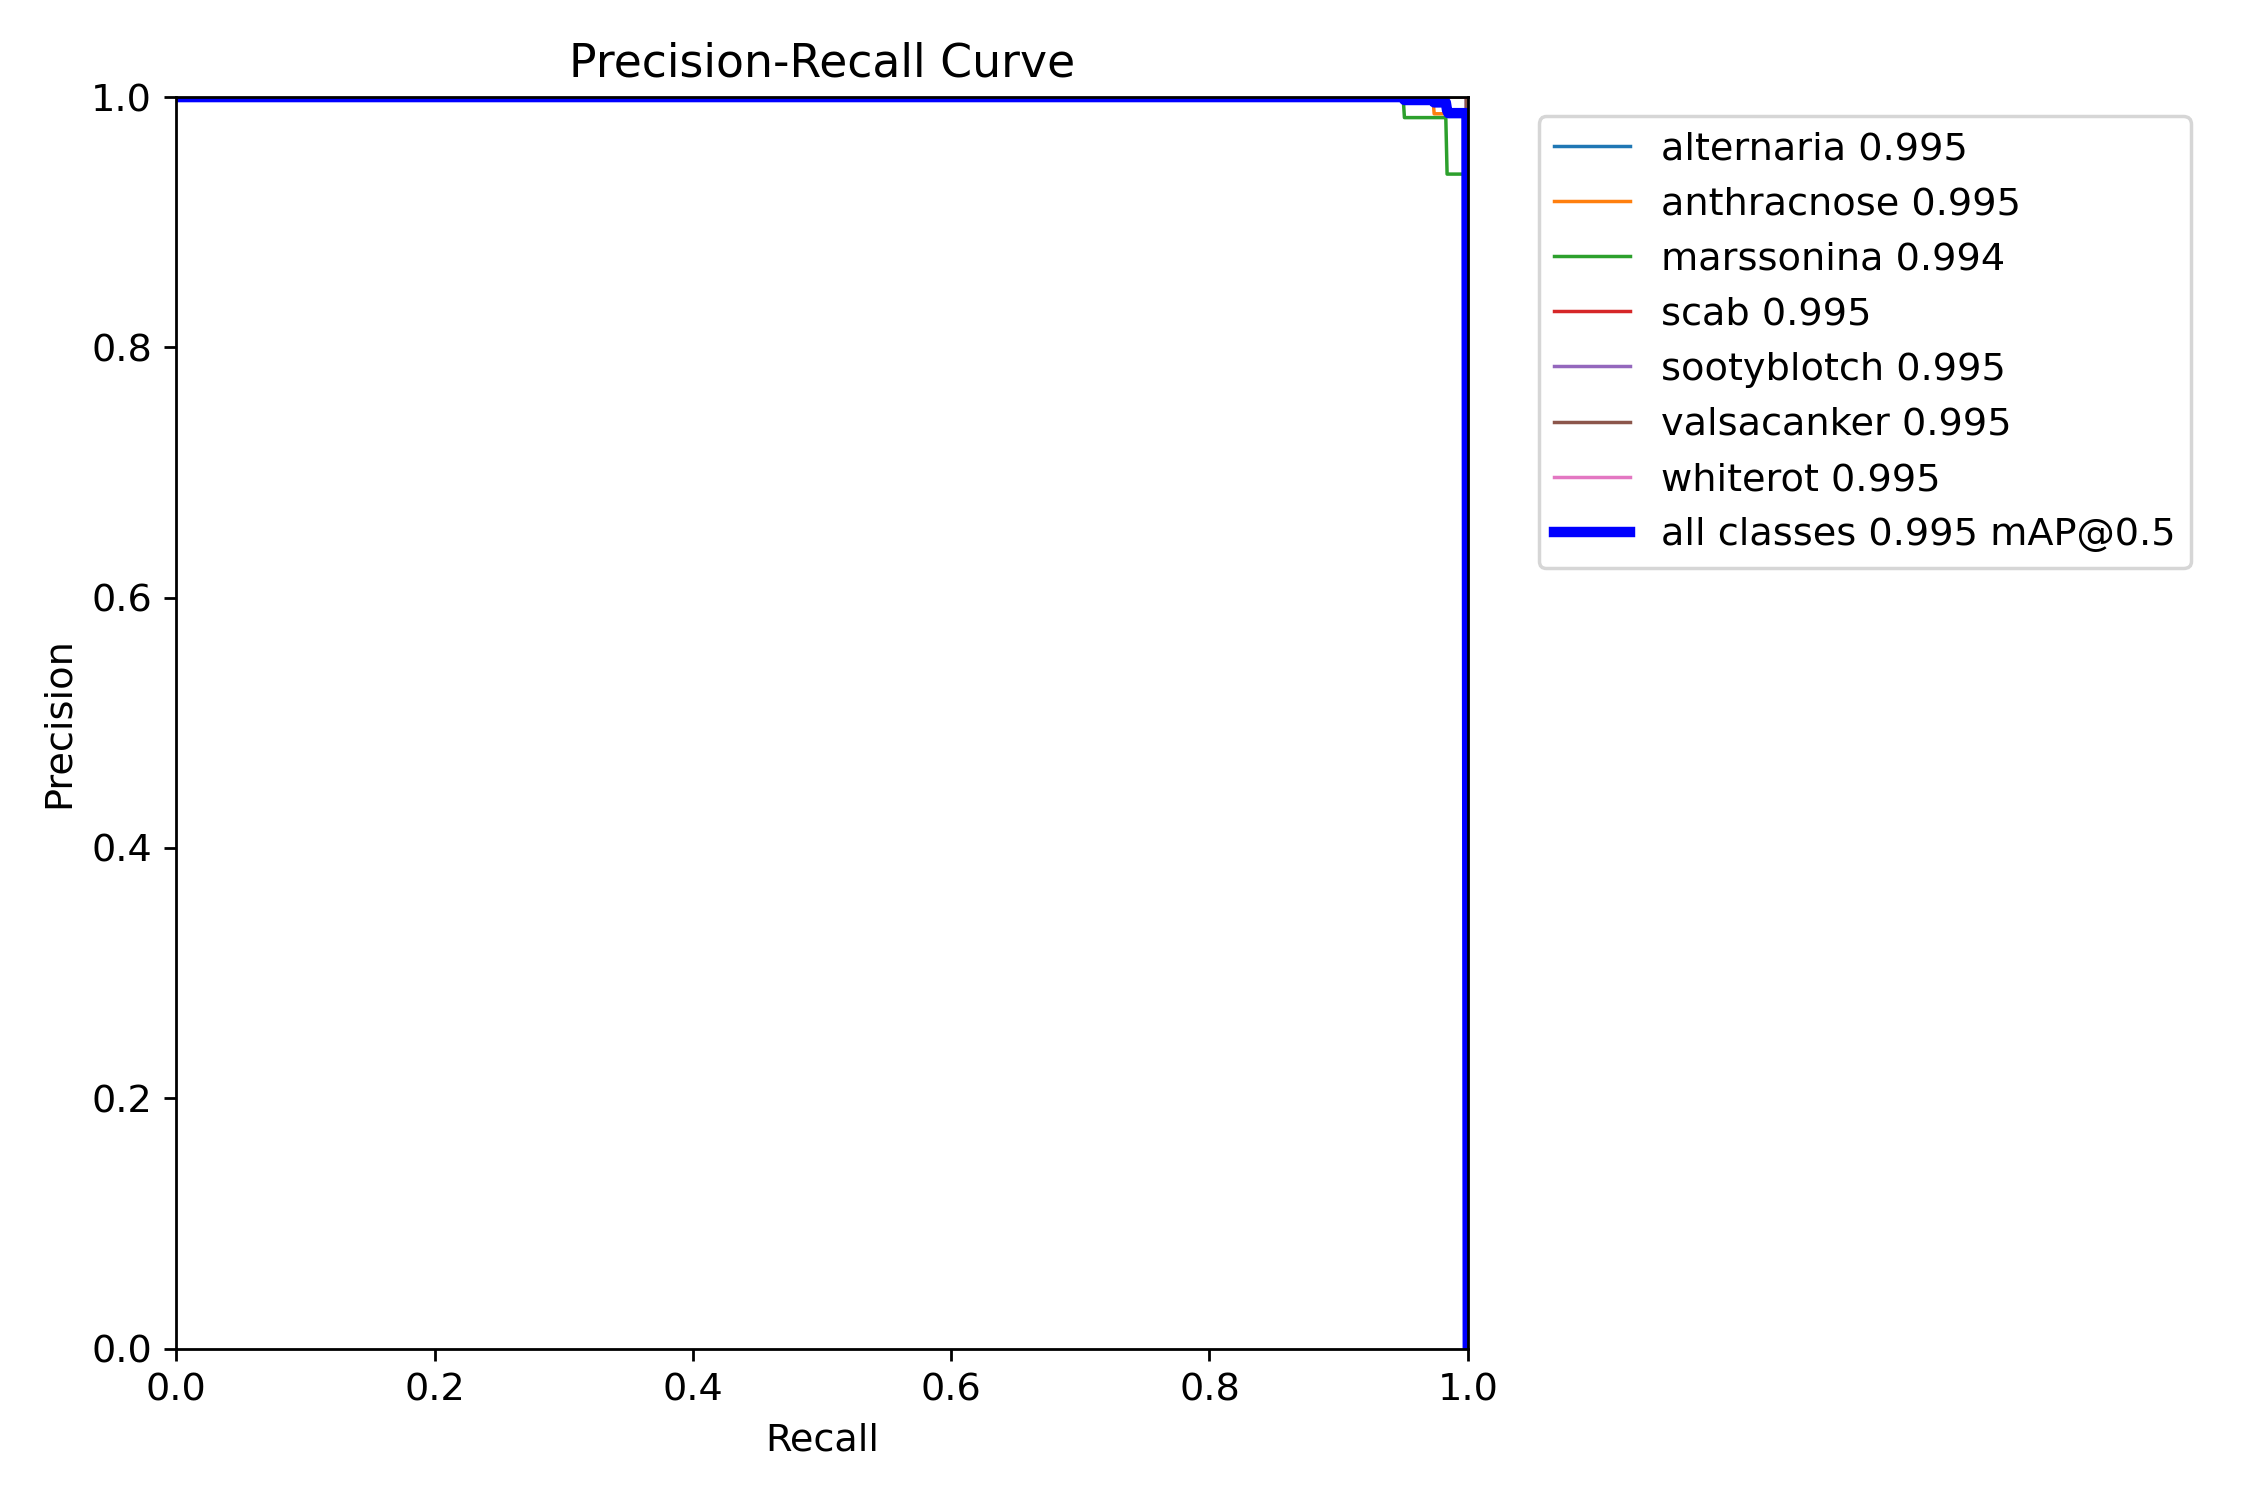 Precision-Recall Curve
1.0
0.8
0.6
0.4
0.2
0.0
Precision
0.0 0.2 0.4 0.6 0.8 1.0
Recall
alternaria 0.995
anthracnose 0.995
marssonina 0.994
scab 0.995
sootyblotch 0.995
valsacanker 0.995
whiterot 0.995
all classes 0.995 mAP@0.5